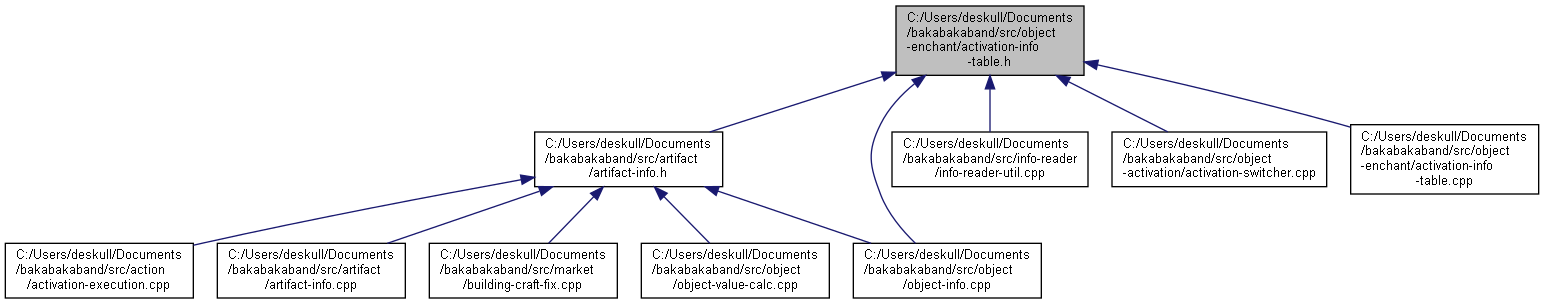 C:/Users/deskull/Documents
/bakabakaband/src/object
-enchant/activation-info
-table.h
C:/Users/deskull/Documents
/bakabakaband/src/artifact
/artifact-info.h
C:/Users/deskull/Documents
/bakabakaband/src/info-reader
/info-reader-util.cpp
C:/Users/deskull/Documents
/bakabakaband/src/object
-activation/activation-switcher.cpp
C:/Users/deskull/Documents
/bakabakaband/src/object
-enchant/activation-info
-table.cpp
C:/Users/deskull/Documents
/bakabakaband/src/action
/activation-execution.cpp
C:/Users/deskull/Documents
/bakabakaband/src/artifact
/artifact-info.cpp
C:/Users/deskull/Documents
/bakabakaband/src/market
/building-craft-fix.cpp
C:/Users/deskull/Documents
/bakabakaband/src/object
/object-value-calc.cpp
C:/Users/deskull/Documents
/bakabakaband/src/object
/object-info.cpp